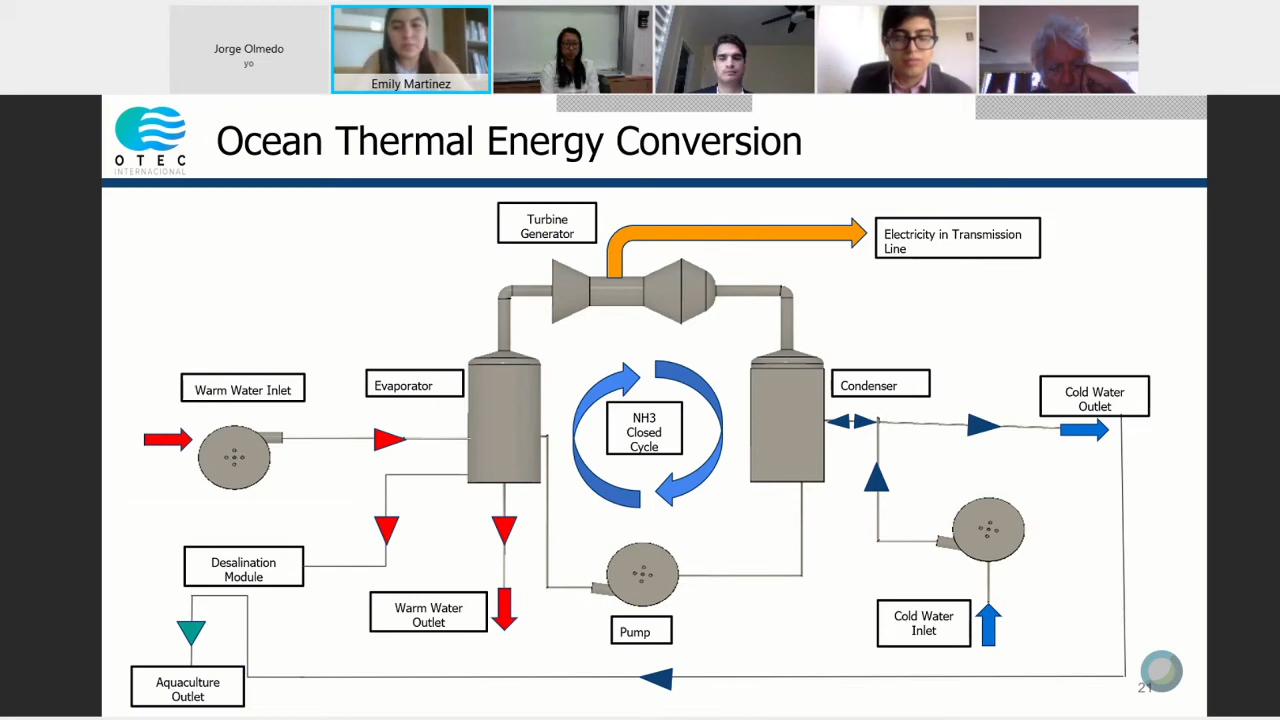 Jorge Olmedo
yo
Emily Martinez
OTEC
INTERNACIONAL
Ocean Thermal Energy Conversion
Turbine
Generator
Electricity in Transmission
Line
Warm Water Inlet
Evaporator
NH3
Closed
Cycle
Condenser
Cold Water
Outlet
Desalination
Module
Warm Water
Outlet
Pump
Cold Water
Inlet
Aquaculture
Outlet
21